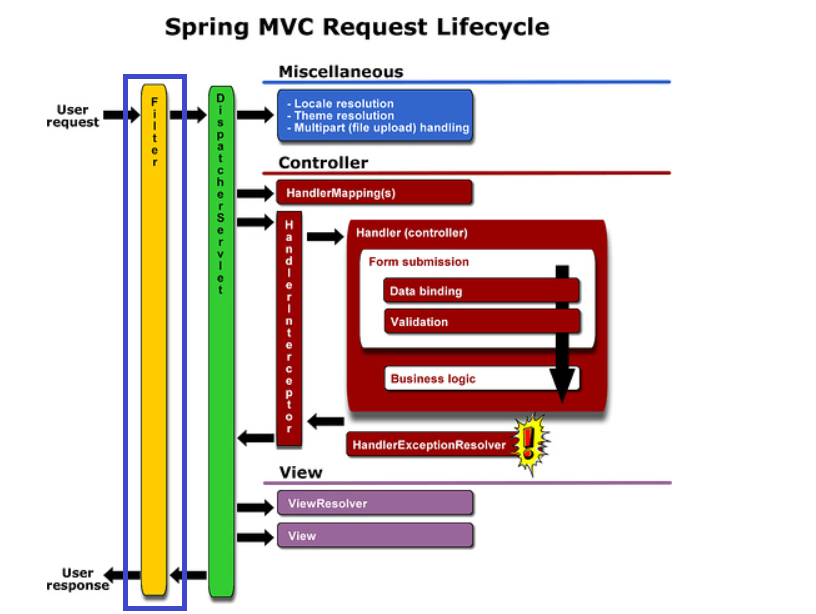 Spring MVC Request Lifecycle
Miscellaneous
User
request
Filter
DispatcherServlet
- Locale resolution
- Theme resolution
- Multipart (file upload) handling
Controller
HandlerMapping(s)
HandlerInterceptor
Handler (controller)
Form submission
Data binding
Validation
Business logic
HandlerExceptionResolver
!
View
ViewResolver
View
User
response